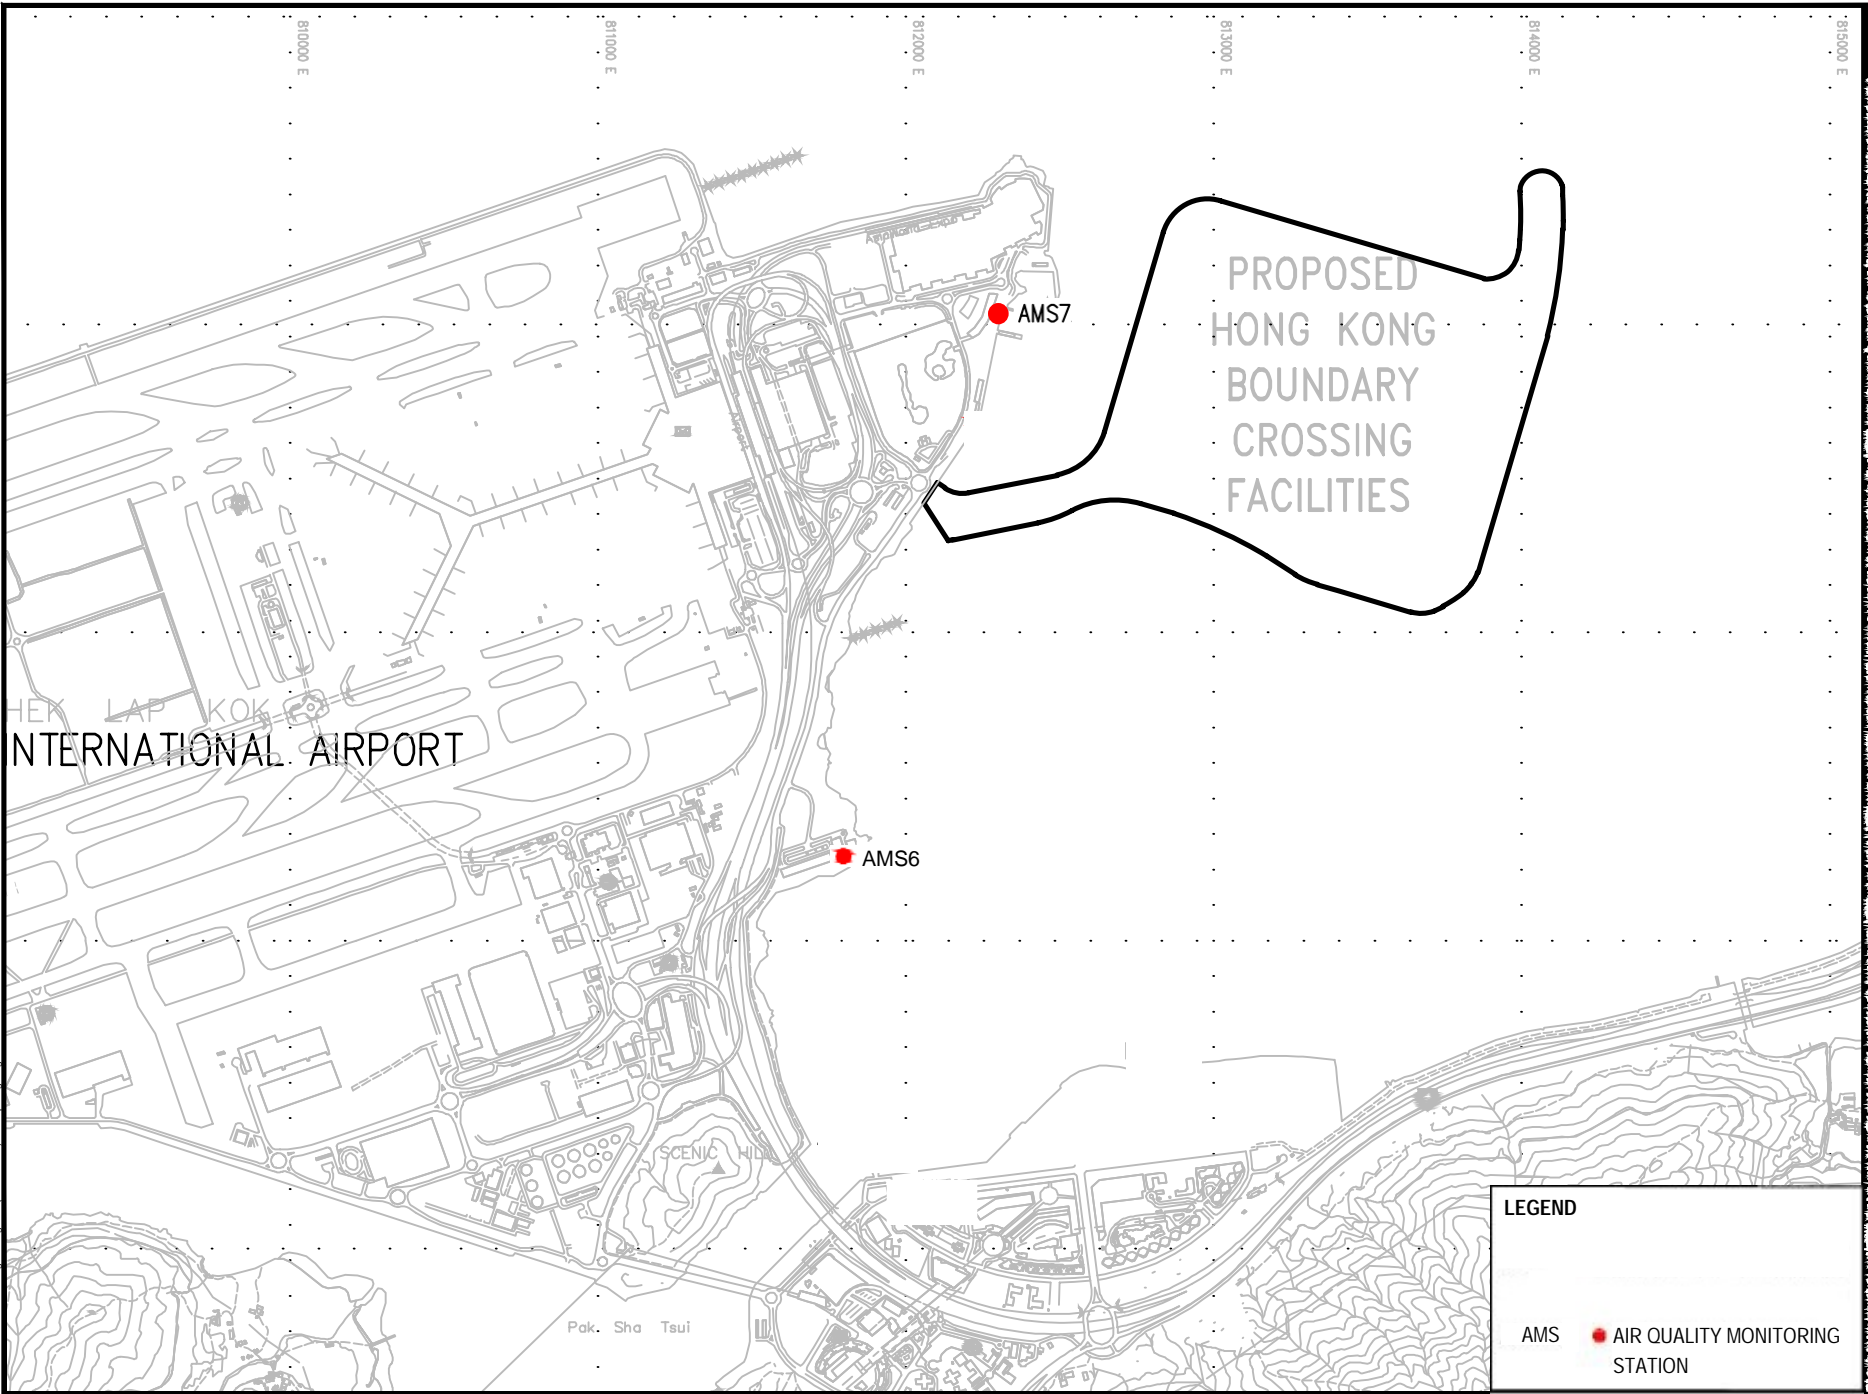 810000 E
811000 E
812000 E
813000 E
814000 E
815000 E
AMS7
PROPOSED
HONG KONG
BOUNDARY
CROSSING
FACILITIES
Airport
HEK LAP KOK
INTERNATIONAL AIRPORT
AMS6
SCENIC HILL
Pak Sha Tsui
LEGEND
AMS AIR QUALITY MONITORING
STATION